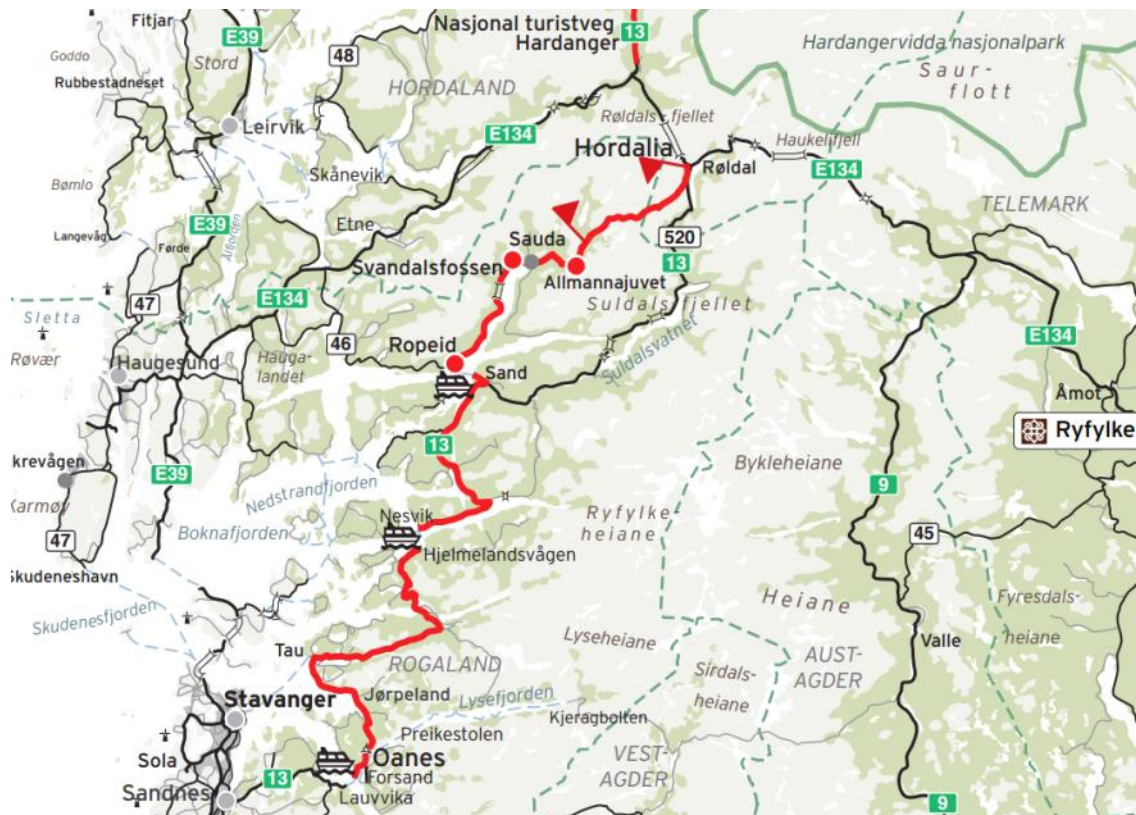 Fitjar
E39
Stord
Goddo
Rubbestadneset
48
HORDALAND
Nasjonal turistveg
Hardanger
13
Hardangervidda nasjonalpark
Saur-
flott
Leirvik
E134
Røldalsfjellet
Haukelifjell
Hordalia
Røldal
E134
Skånevik
Bømlo
Etne
TELEMARK
E39
Langevåg
Førde
Ålfjorden
Sauda
520
13
Svandalsfossen
Allmannajuvet
Suldalsfjellet
47
E134
Sletta
46
Røvær
Haugesund
Hauga-
landet
Ropeid
Sand
Suldalsvatnet
E134
Åmot
Ryfylke
13
krevågen
Karmøy
E39
Nedstrandfjorden
Bykleheiane
9
Boknafjorden
Nesvik
Ryfylke-
heiane
45
47
Skudeneshavn
Hjelmelandsvågen
Skudenesfjorden
Heiane
Fyresdals-
heiane
Tau
Lyseheiane
Valle
ROGALAND
Sirdals-
heiane
AUST-
AGDER
Jørpeland
Lysefjorden
Stavanger
Kjeragbolten
Preikestolen
Sola
Oanes
VEST-
AGDER
13
Forsand
Lauvvika
Sandnes
9